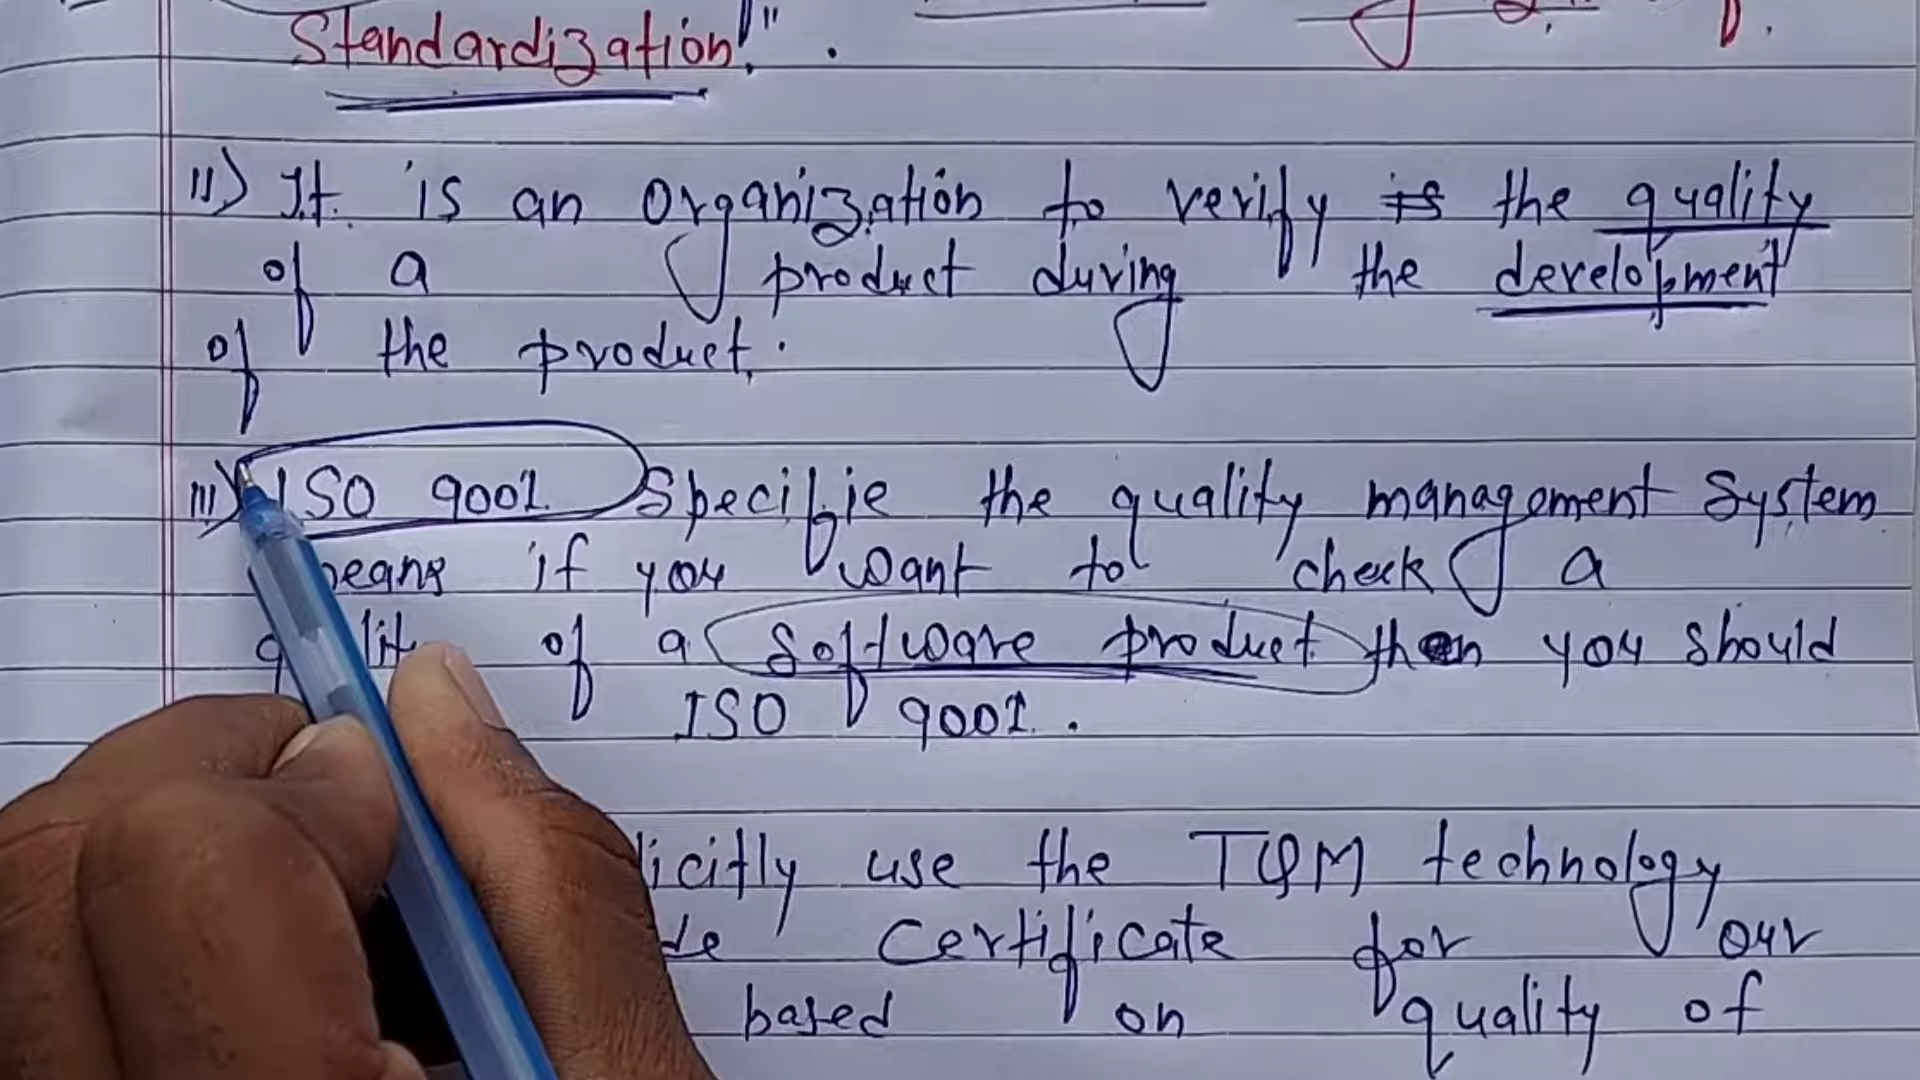 Standardization!"
II) It is an Organization to verify is the quality
of a product during the development
of the product.
III) ISO 9001 Specifie the quality management System
means if you want to check a
quality of a Software product then you should
ISO 9001.
use the TQM technology
Certificate for our
based on quality of